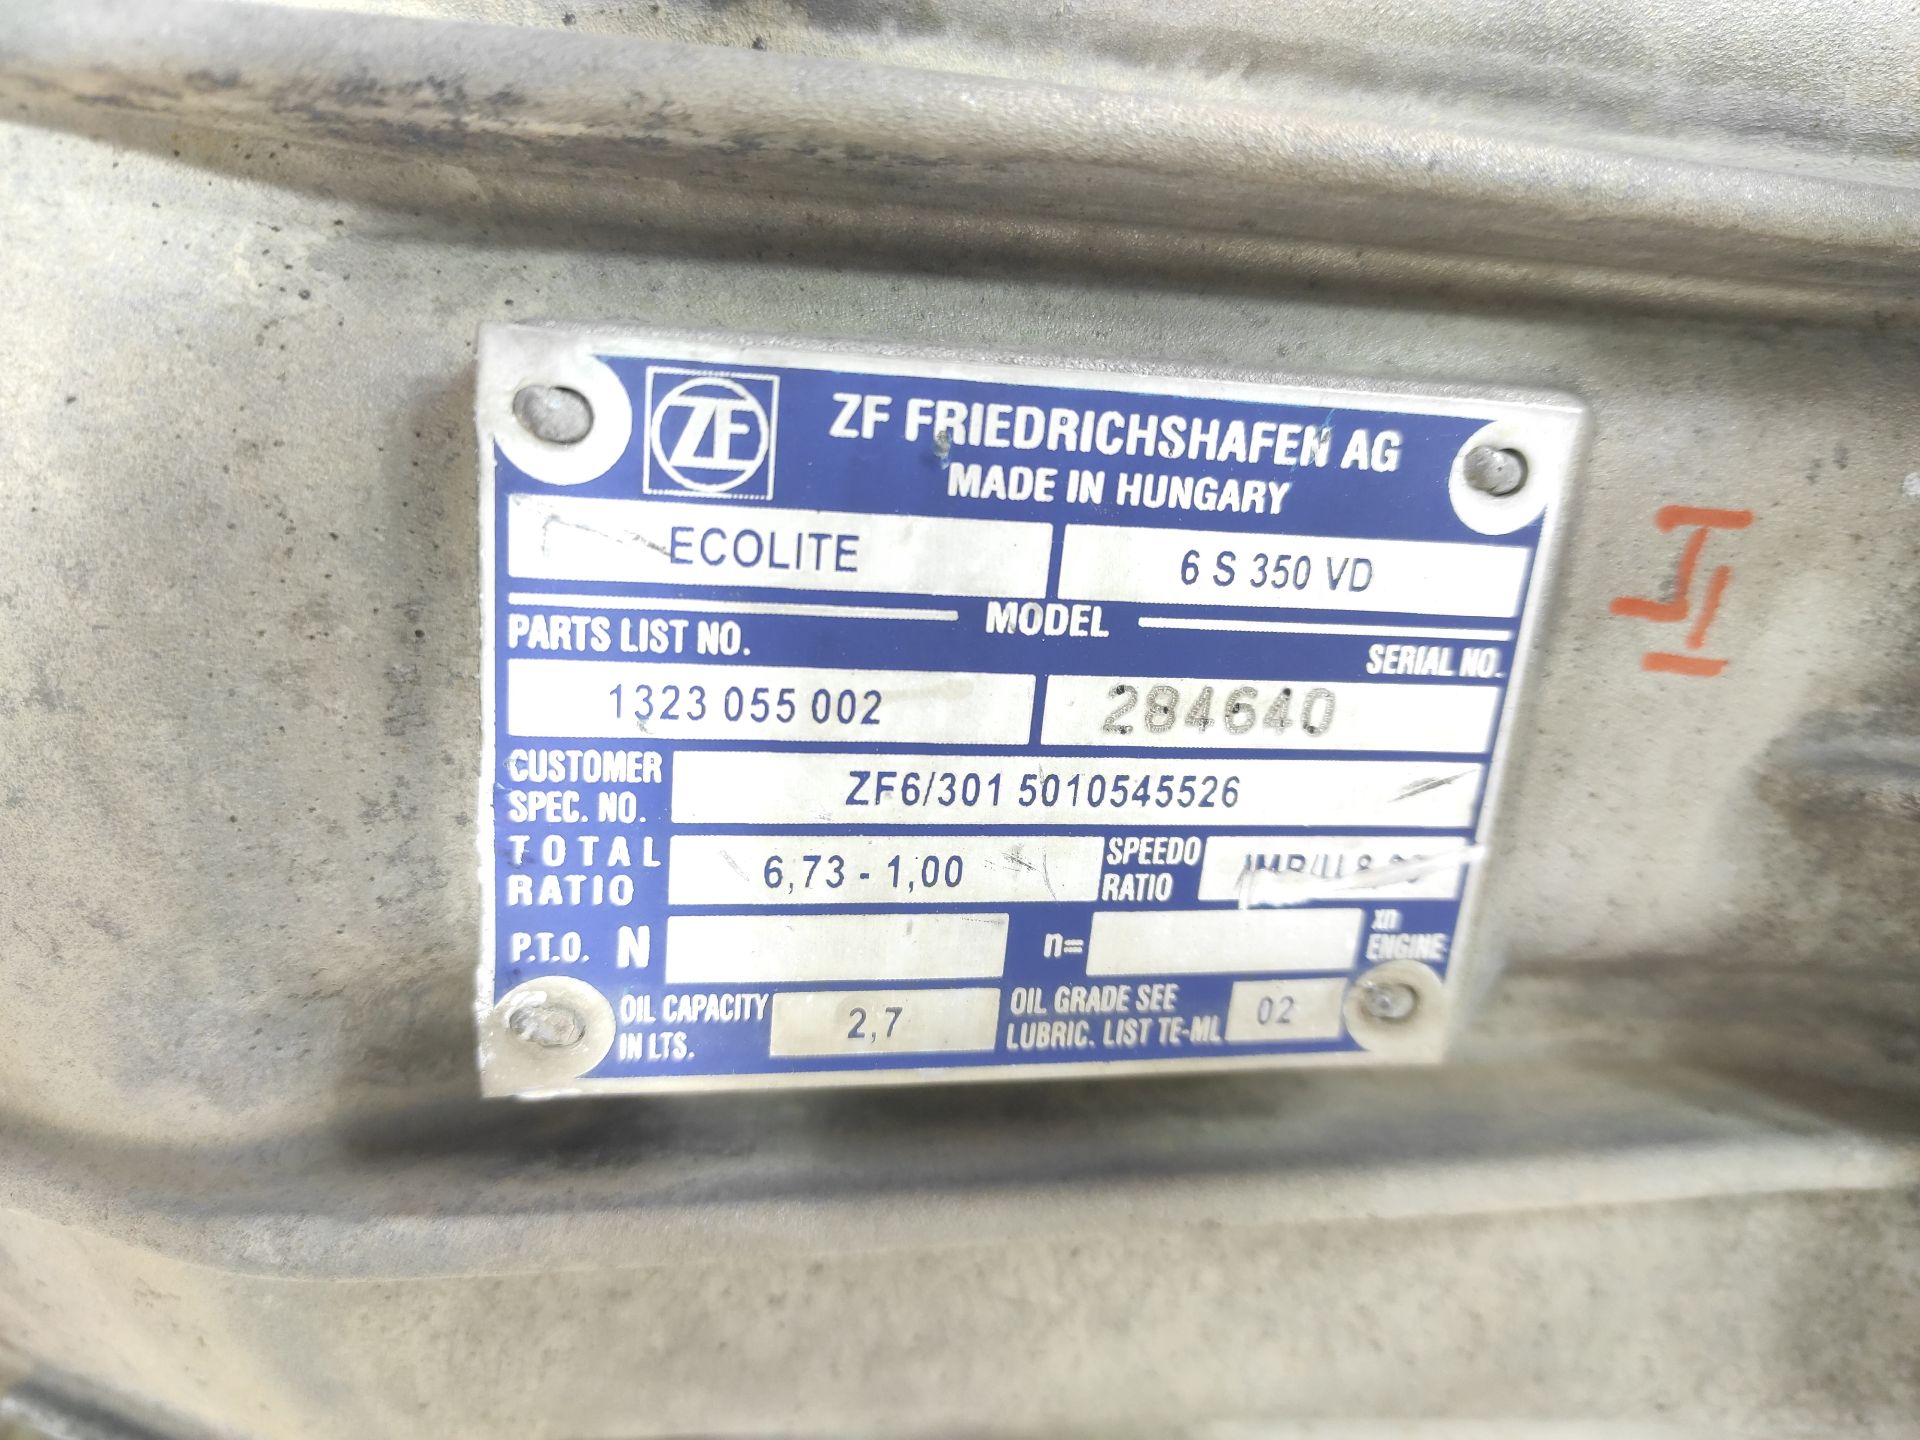 ZF
ZF FRIEDRICHSHAFEN AG
MADE IN HUNGARY
ECOLITE 6 S 350 VD
MODEL
PARTS LIST NO. SERIAL NO.
1323 055 002 284640
CUSTOMER SPEC. NO. ZF6/301 5010545526
TOTAL RATIO 6,73 - 1,00 SPEEDO RATIO
P.T.O. N n= xn ENGINE
OIL CAPACITY IN LTS. 2,7 OIL GRADE SEE LUBRIC. LIST TE-ML 02